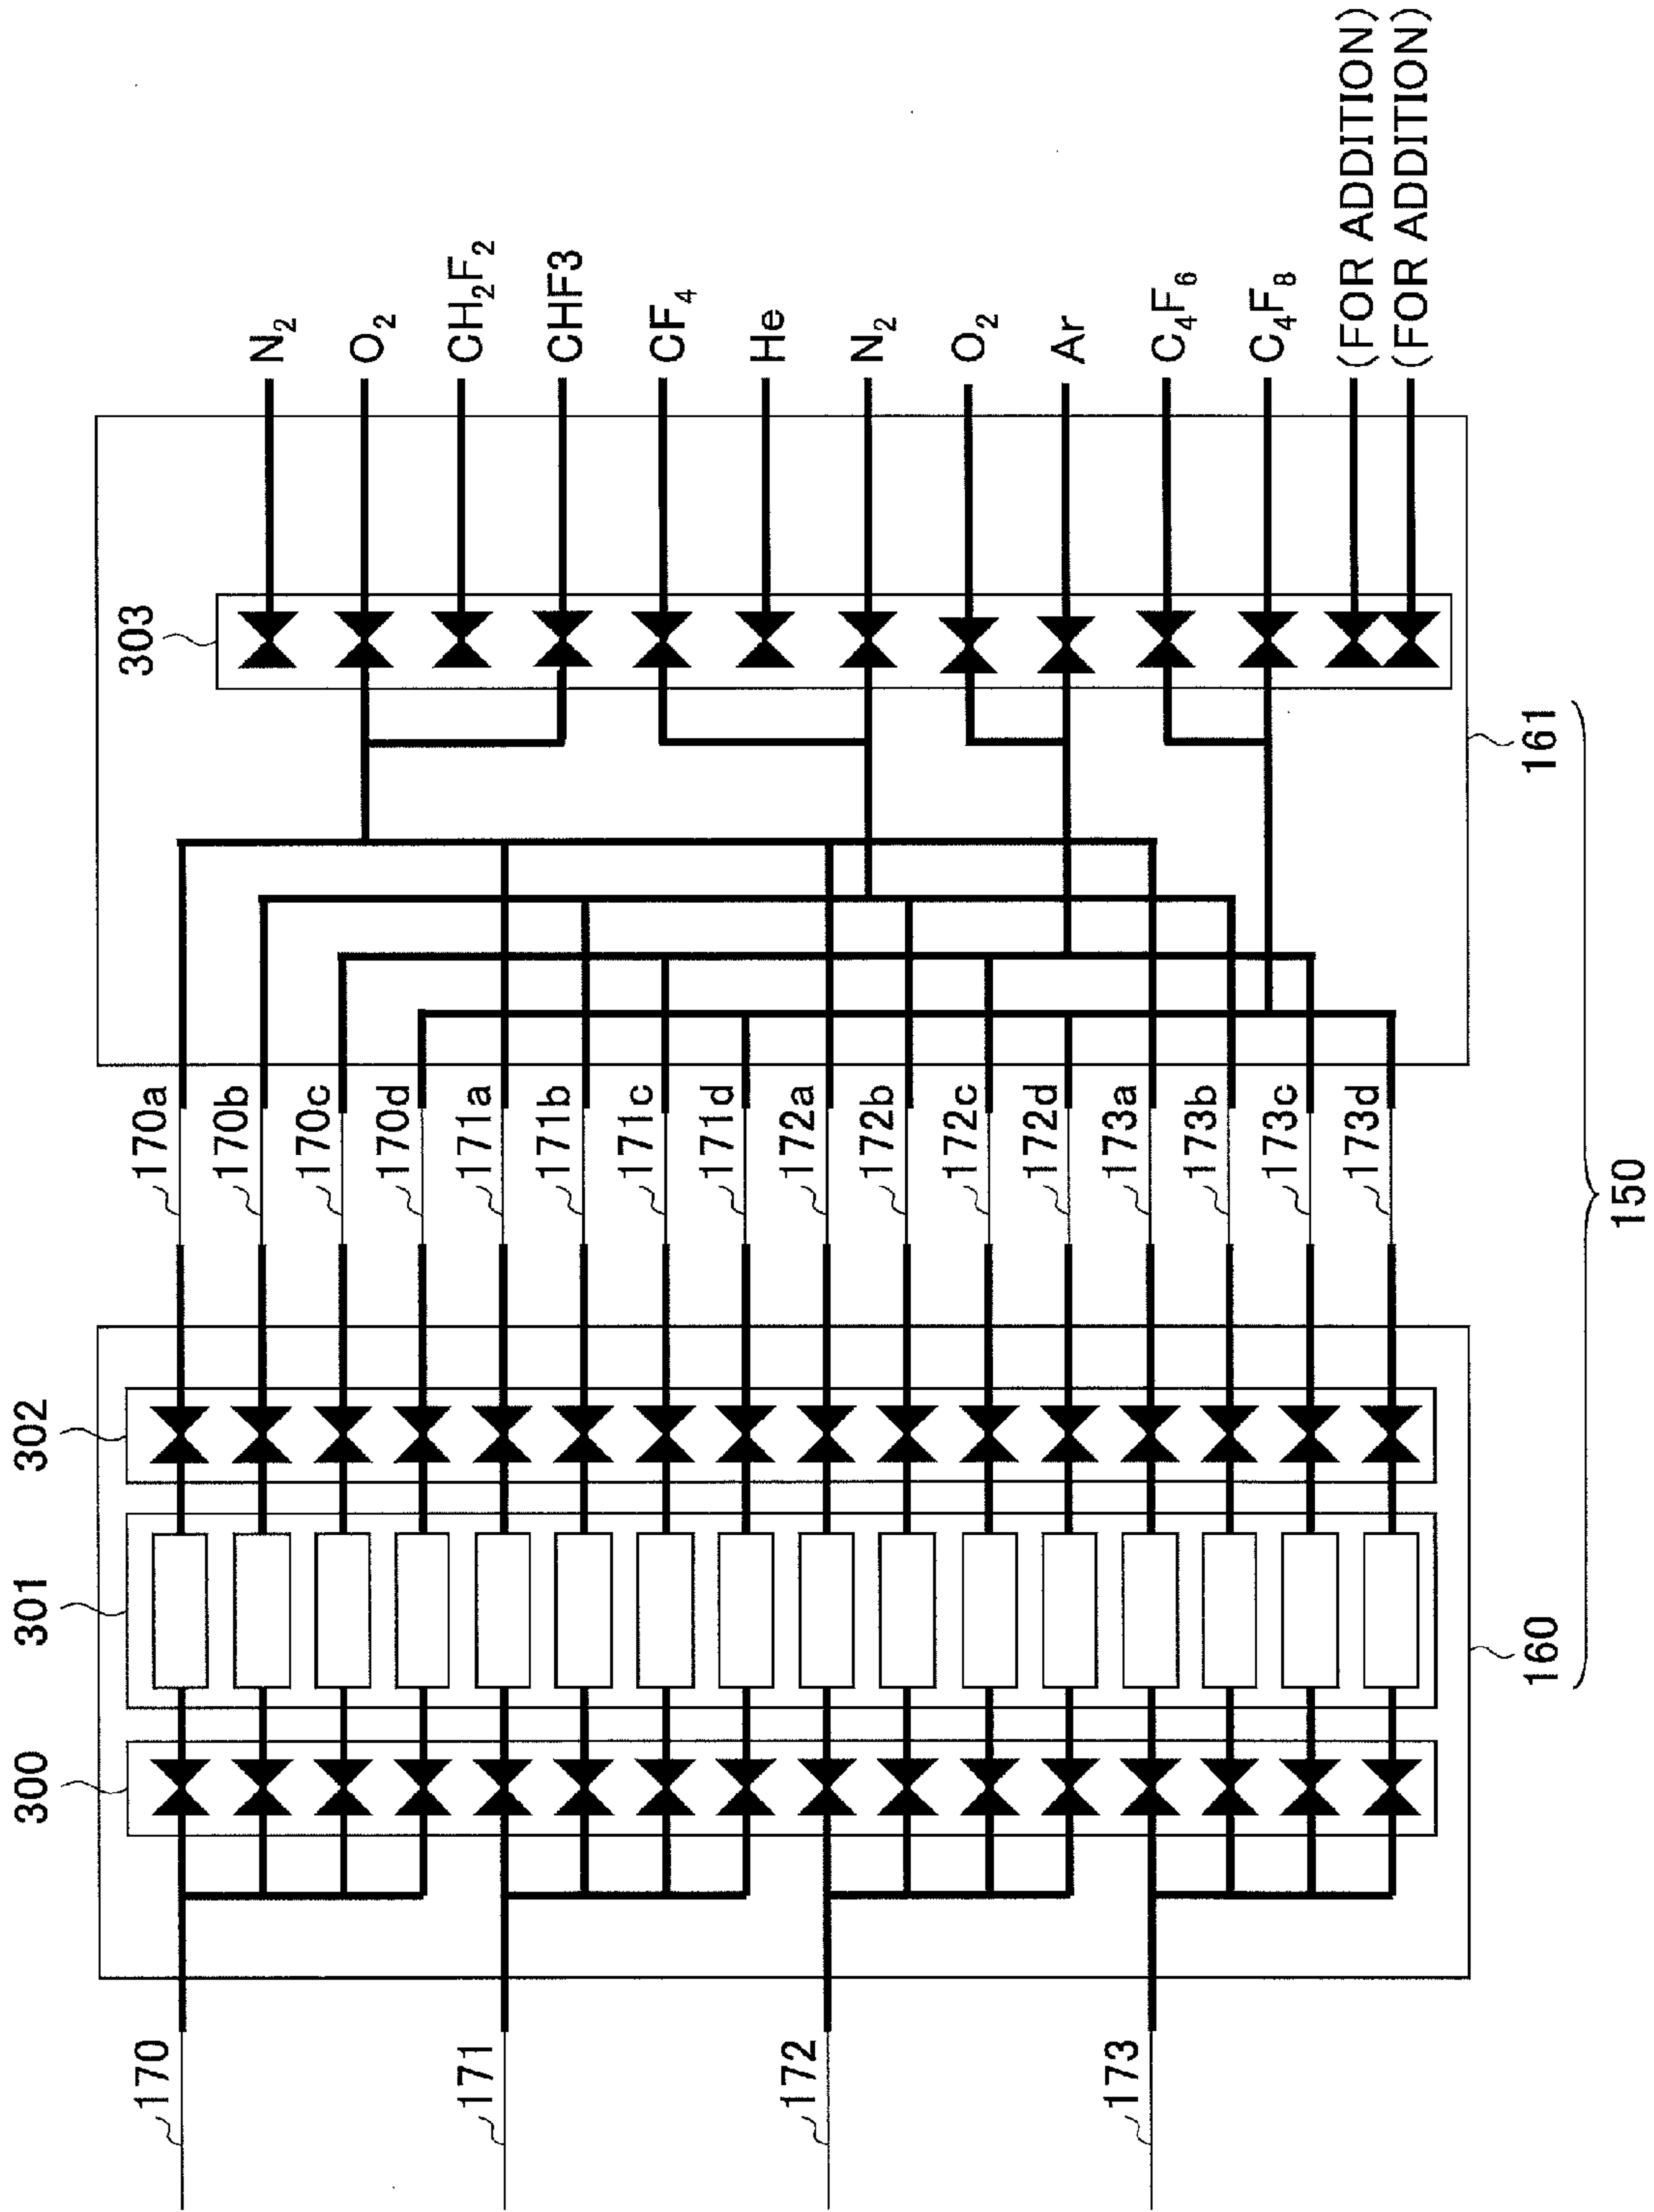 300
301
302
303
170
171
172
173
170a
170b
170c
170d
171a
171b
171c
171d
172a
172b
172c
172d
173a
173b
173c
173d
N₂
O₂
CH₂F₂
CHF3
CF₄
He
N₂
O₂
Ar
C₄F₆
C₄F₈
(FOR ADDITION)
(FOR ADDITION)
160
161
150